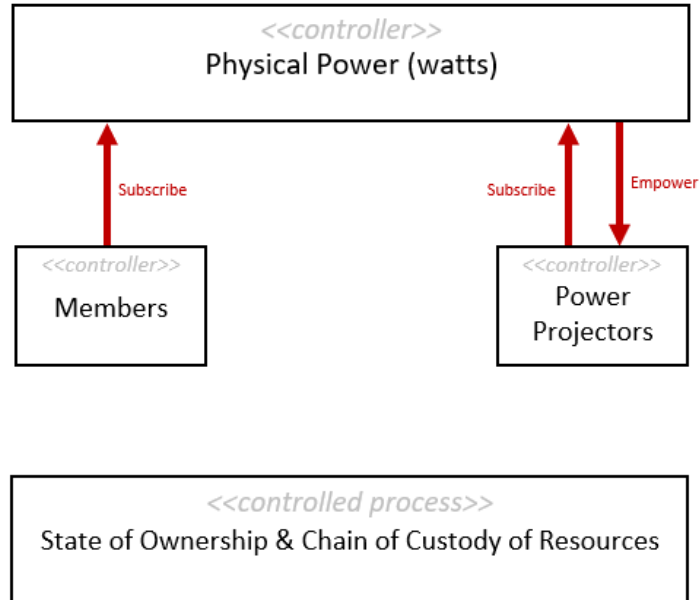 <<controller>>
Physical Power (watts)
Subscribe
Subscribe
Empower
<<controller>>
Members
<<controller>>
Power
Projectors
<<controlled process>>
State of Ownership & Chain of Custody of Resources